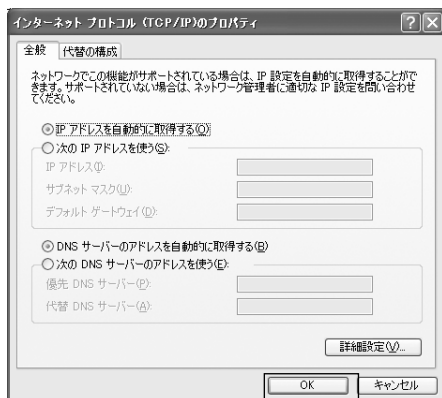 インターネット プロトコル (TCP/IP)のプロパティ
全般 代替の構成
ネットワークでこの機能がサポートされている場合は、IP 設定を自動的に取得することがで
きます。サポートされていない場合は、ネットワーク管理者に適切な IP 設定を問い合わせ
てください。
IP アドレスを自動的に取得する(O)
次の IP アドレスを使う(S):
IP アドレス(I):
サブネット マスク(U):
デフォルト ゲートウェイ(D):
DNS サーバーのアドレスを自動的に取得する(B)
次の DNS サーバーのアドレスを使う(E):
優先 DNS サーバー(P):
代替 DNS サーバー(A):
詳細設定(V)...
OK キャンセル